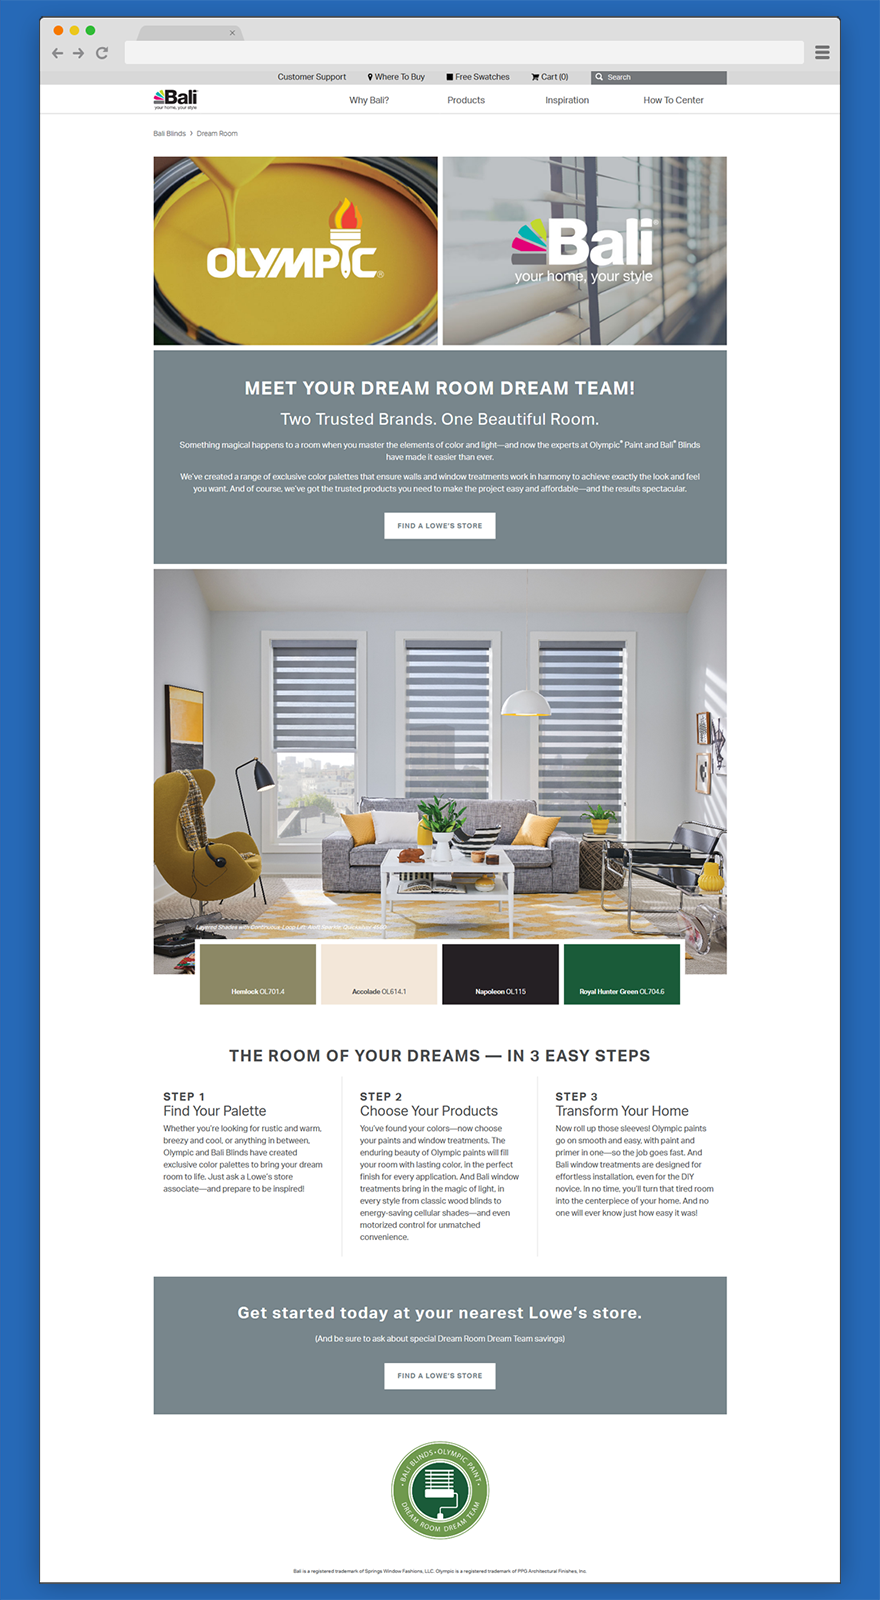 Customer Support Where To Buy Free Swatches Cart (0) Search
Bali
your home, your style
Why Bali? Products Inspiration How To Center
Bali Blinds › Dream Room
OLYMPIC®
Bali®
your home, your style
MEET YOUR DREAM ROOM DREAM TEAM!
Two Trusted Brands. One Beautiful Room.
Something magical happens to a room when you master the elements of color and light—and now the experts at Olympic® Paint and Bali® Blinds
have made it easier than ever.
We've created a range of exclusive color palettes that ensure walls and window treatments work in harmony to achieve exactly the look and feel
you want. And of course, we've got the trusted products you need to make the project easy and affordable—and the results spectacular.
FIND A LOWE'S STORE
Layered Shades with Continuous Loop Lift:
Hemlock OL701.4
Accolade OL614.1
Napoleon OL115
Royal Hunter Green OL704.6
THE ROOM OF YOUR DREAMS — IN 3 EASY STEPS
STEP 1
Find Your Palette
Whether you're looking for rustic and warm,
breezy and cool, or anything in between,
Olympic and Bali Blinds have created
exclusive color palettes to bring your dream
room to life. Just ask a Lowe's store
associate—and prepare to be inspired!
STEP 2
Choose Your Products
You've found your colors—now choose
your paints and window treatments. The
enduring beauty of Olympic paints will fill
your room with lasting color, in the perfect
finish for every application. And Bali window
treatments bring in the magic of light, in
every style from classic wood blinds to
energy-saving cellular shades—and even
motorized control for unmatched
convenience.
STEP 3
Transform Your Home
Now roll up those sleeves! Olympic paints
go on smooth and easy, with paint and
primer in one—so the job goes fast. And
Bali window treatments are designed for
effortless installation, even for the DIY
novice. In no time, you'll turn that tired room
into the centerpiece of your home. And no
one will ever know just how easy it was!
Get started today at your nearest Lowe's store.
(And be sure to ask about special Dream Room Dream Team savings)
FIND A LOWE'S STORE
• BALI BLINDS • OLYMPIC PAINT •
DREAM ROOM DREAM TEAM
Bali is a registered trademark of Springs Window Fashions, LLC. Olympic is a registered trademark of PPG Architectural Finishes, Inc.